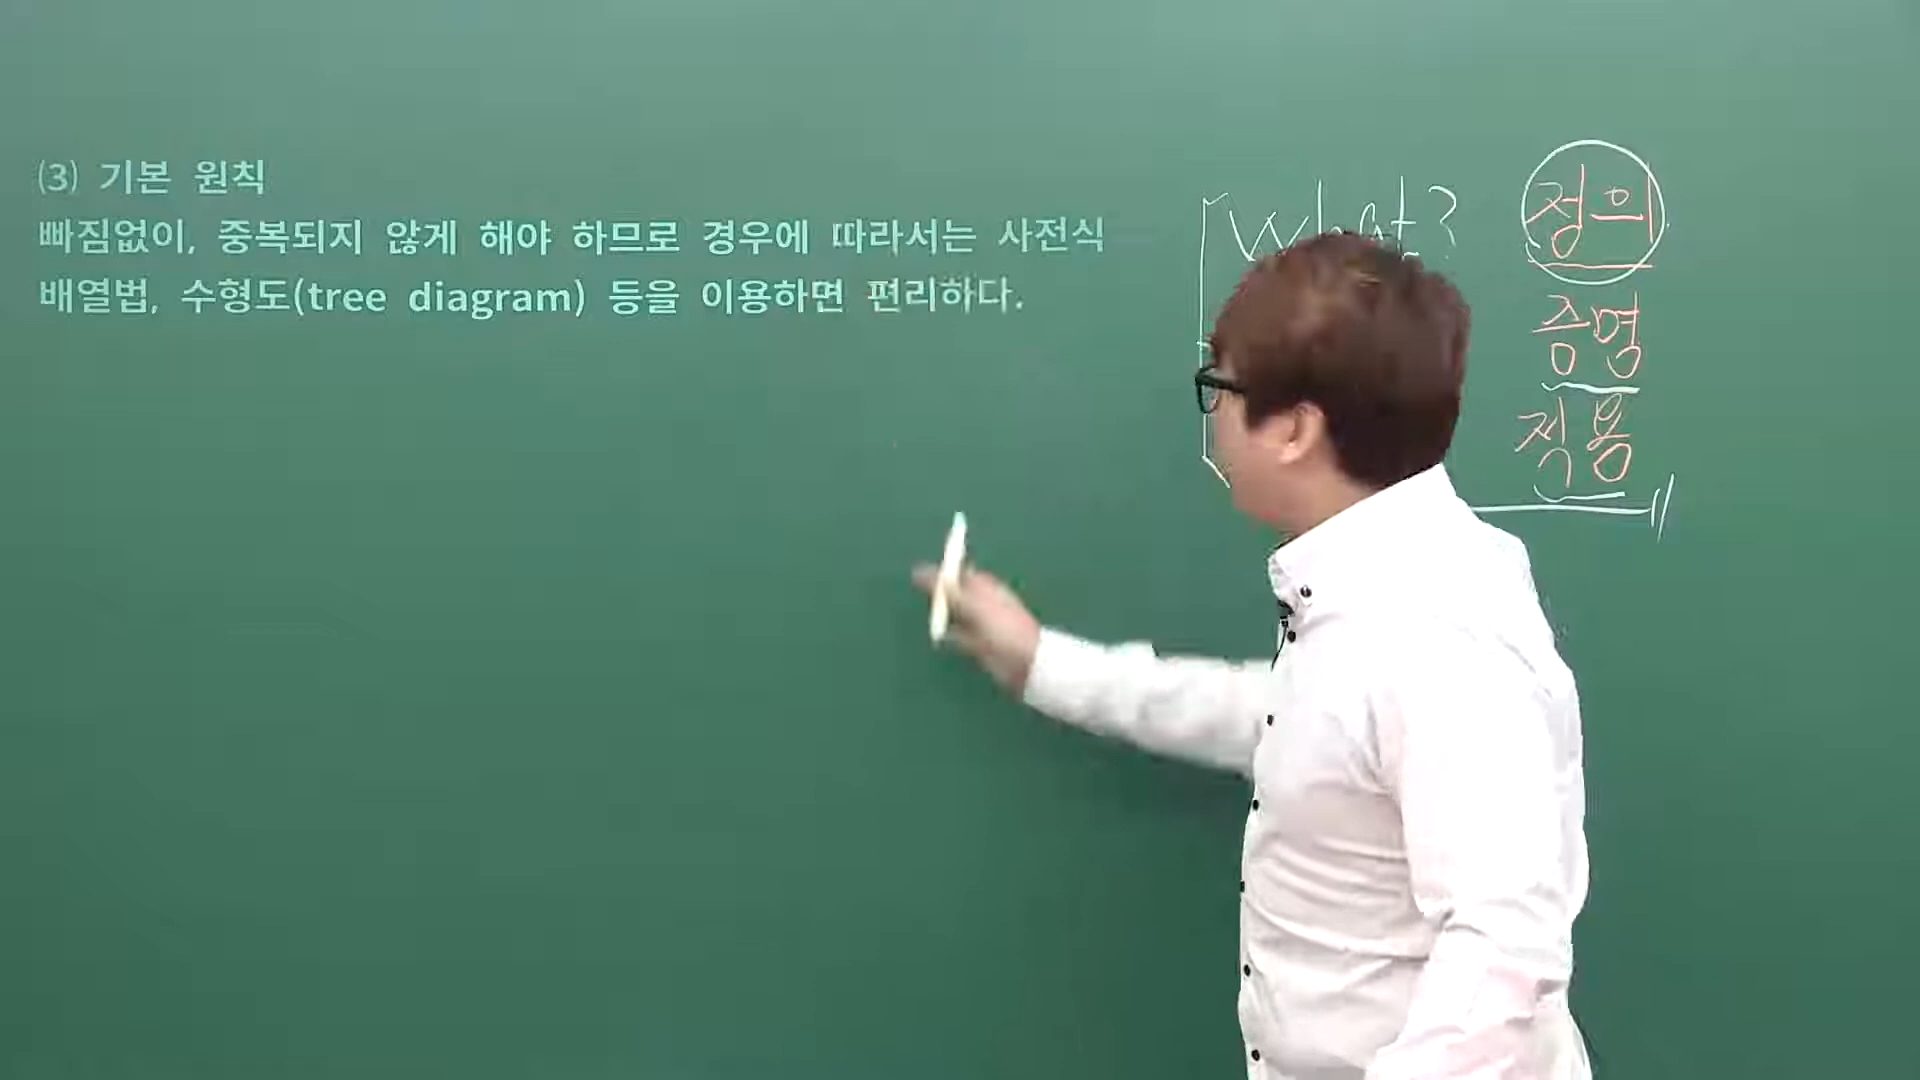 (3) 기본 원칙
빠짐없이, 중복되지 않게 해야 하므로 경우에 따라서는 사전식
배열법, 수형도(tree diagram) 등을 이용하면 편리하다.
What?
정의
증명
적용